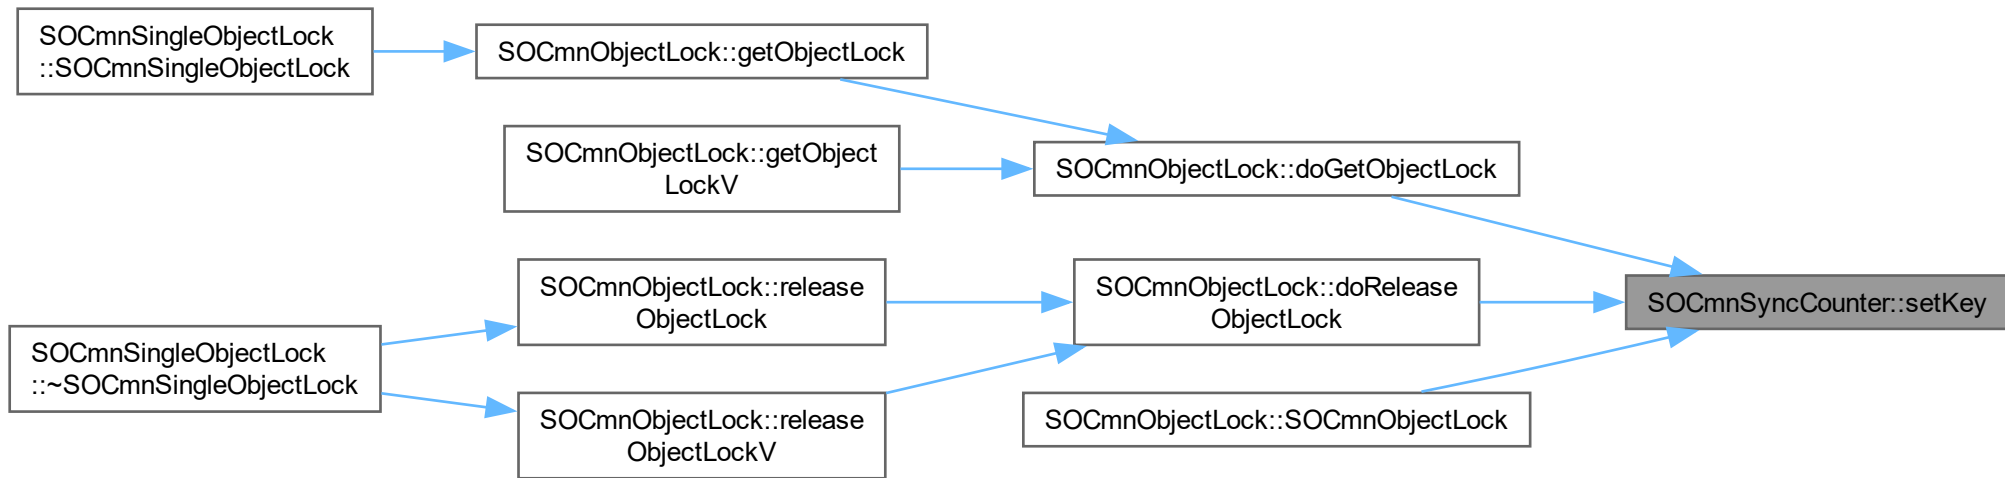 SOCmnSingleObjectLock
::SOCmnSingleObjectLock
SOCmnObjectLock::getObjectLock
SOCmnObjectLock::getObject
LockV
SOCmnObjectLock::doGetObjectLock
SOCmnObjectLock::release
ObjectLock
SOCmnObjectLock::doRelease
ObjectLock
SOCmnSyncCounter::setKey
SOCmnSingleObjectLock
::~SOCmnSingleObjectLock
SOCmnObjectLock::release
ObjectLockV
SOCmnObjectLock::SOCmnObjectLock